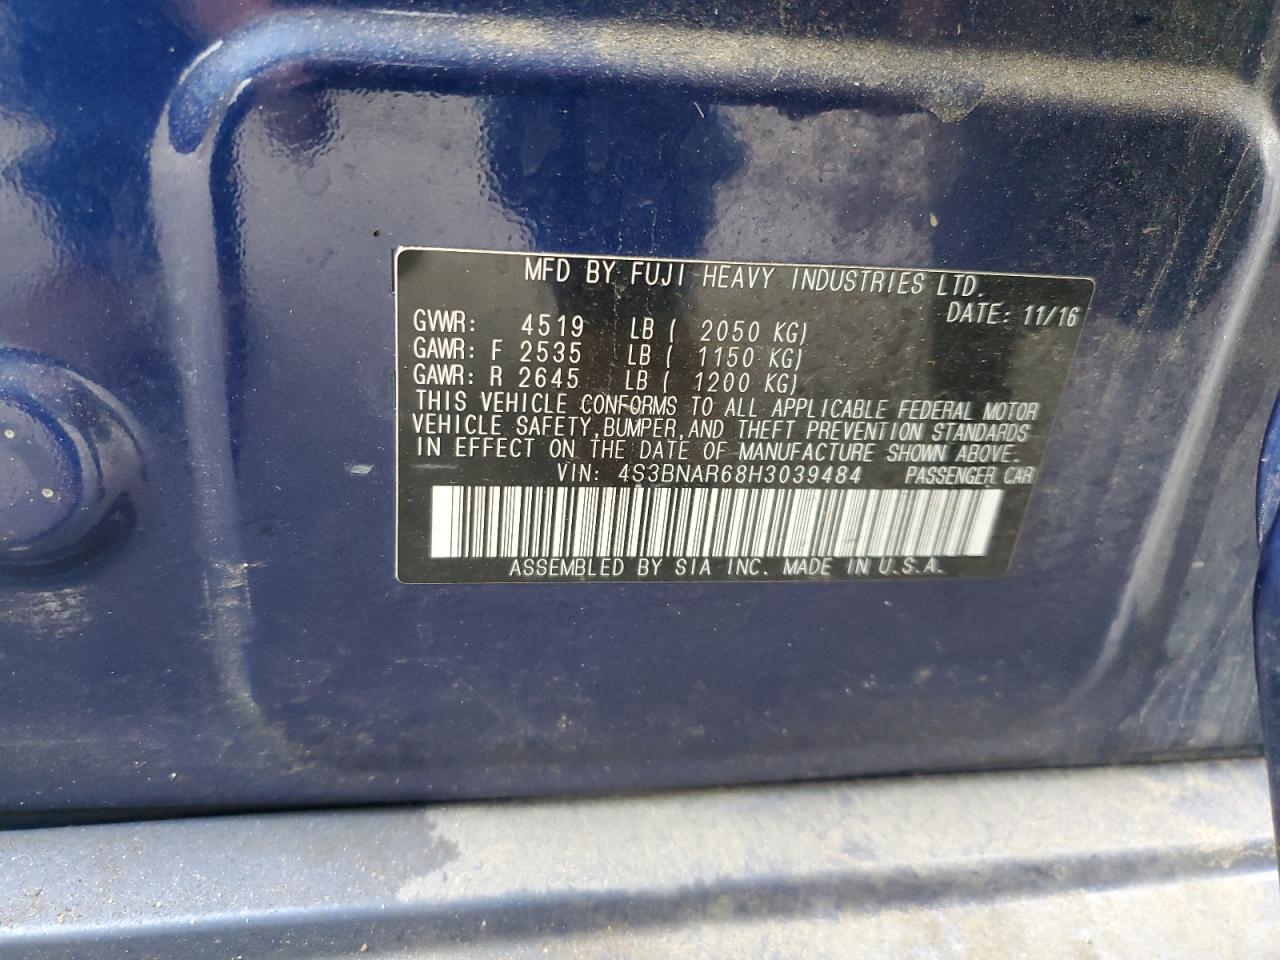 MFD BY FUJI HEAVY INDUSTRIES LTD.
DATE: 11/16
GVWR: 4519 LB ( 2050 KG)
GAWR: F 2535 LB ( 1150 KG)
GAWR: R 2645 LB ( 1200 KG)
THIS VEHICLE CONFORMS TO ALL APPLICABLE FEDERAL MOTOR
VEHICLE SAFETY, BUMPER, AND THEFT PREVENTION STANDARDS
IN EFFECT ON THE DATE OF MANUFACTURE SHOWN ABOVE.
VIN: 4S3BNAR68H3039484 PASSENGER CAR
ASSEMBLED BY SIA INC. MADE IN U.S.A.